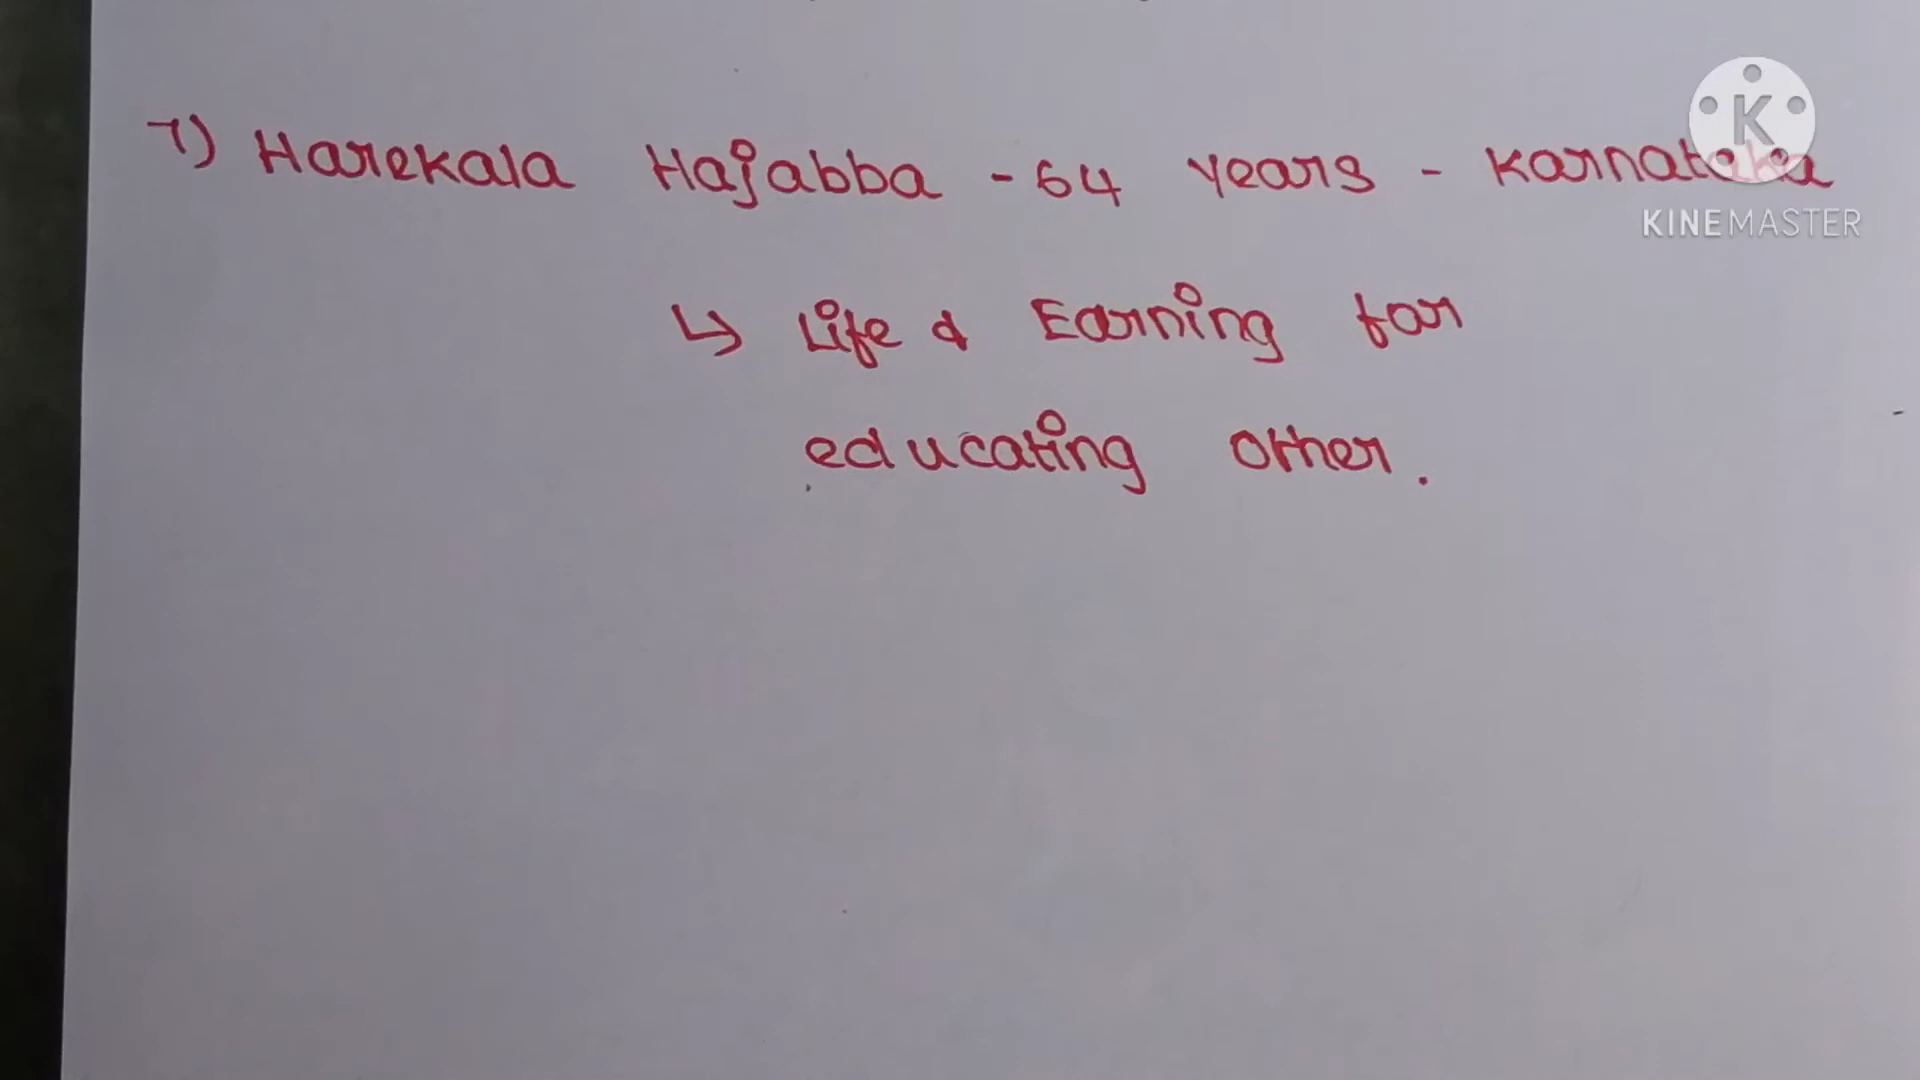 7) Harekala Hajabba - 64 Years - Karnataka
K
KINEMASTER
↳ Life & Earning for
educating other.